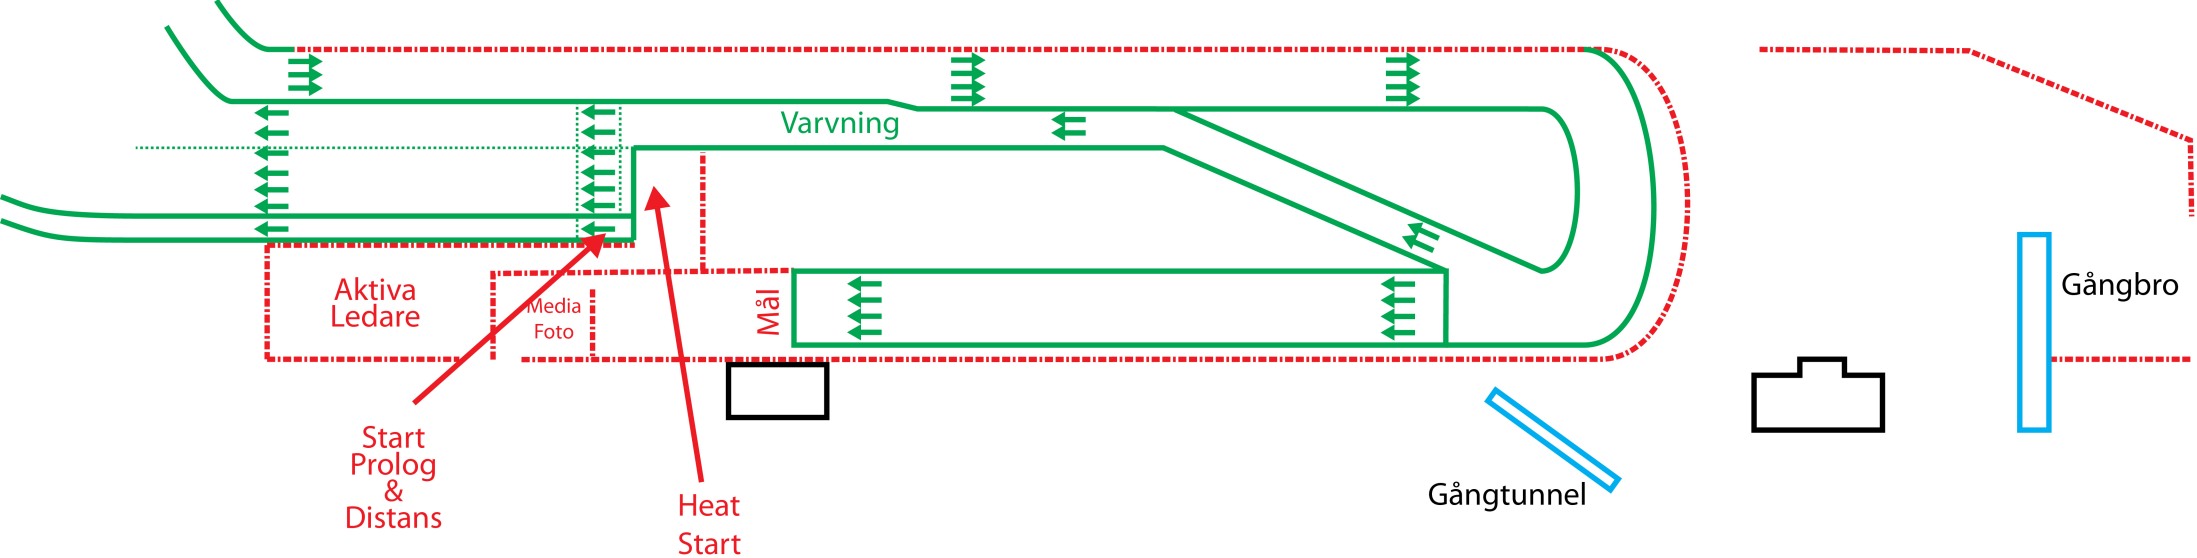 Varvning
Aktiva
Ledare
Media
Foto
Mål
Gångbro
Start
Prolog
&
Distans
Heat
Start
Gångtunnel